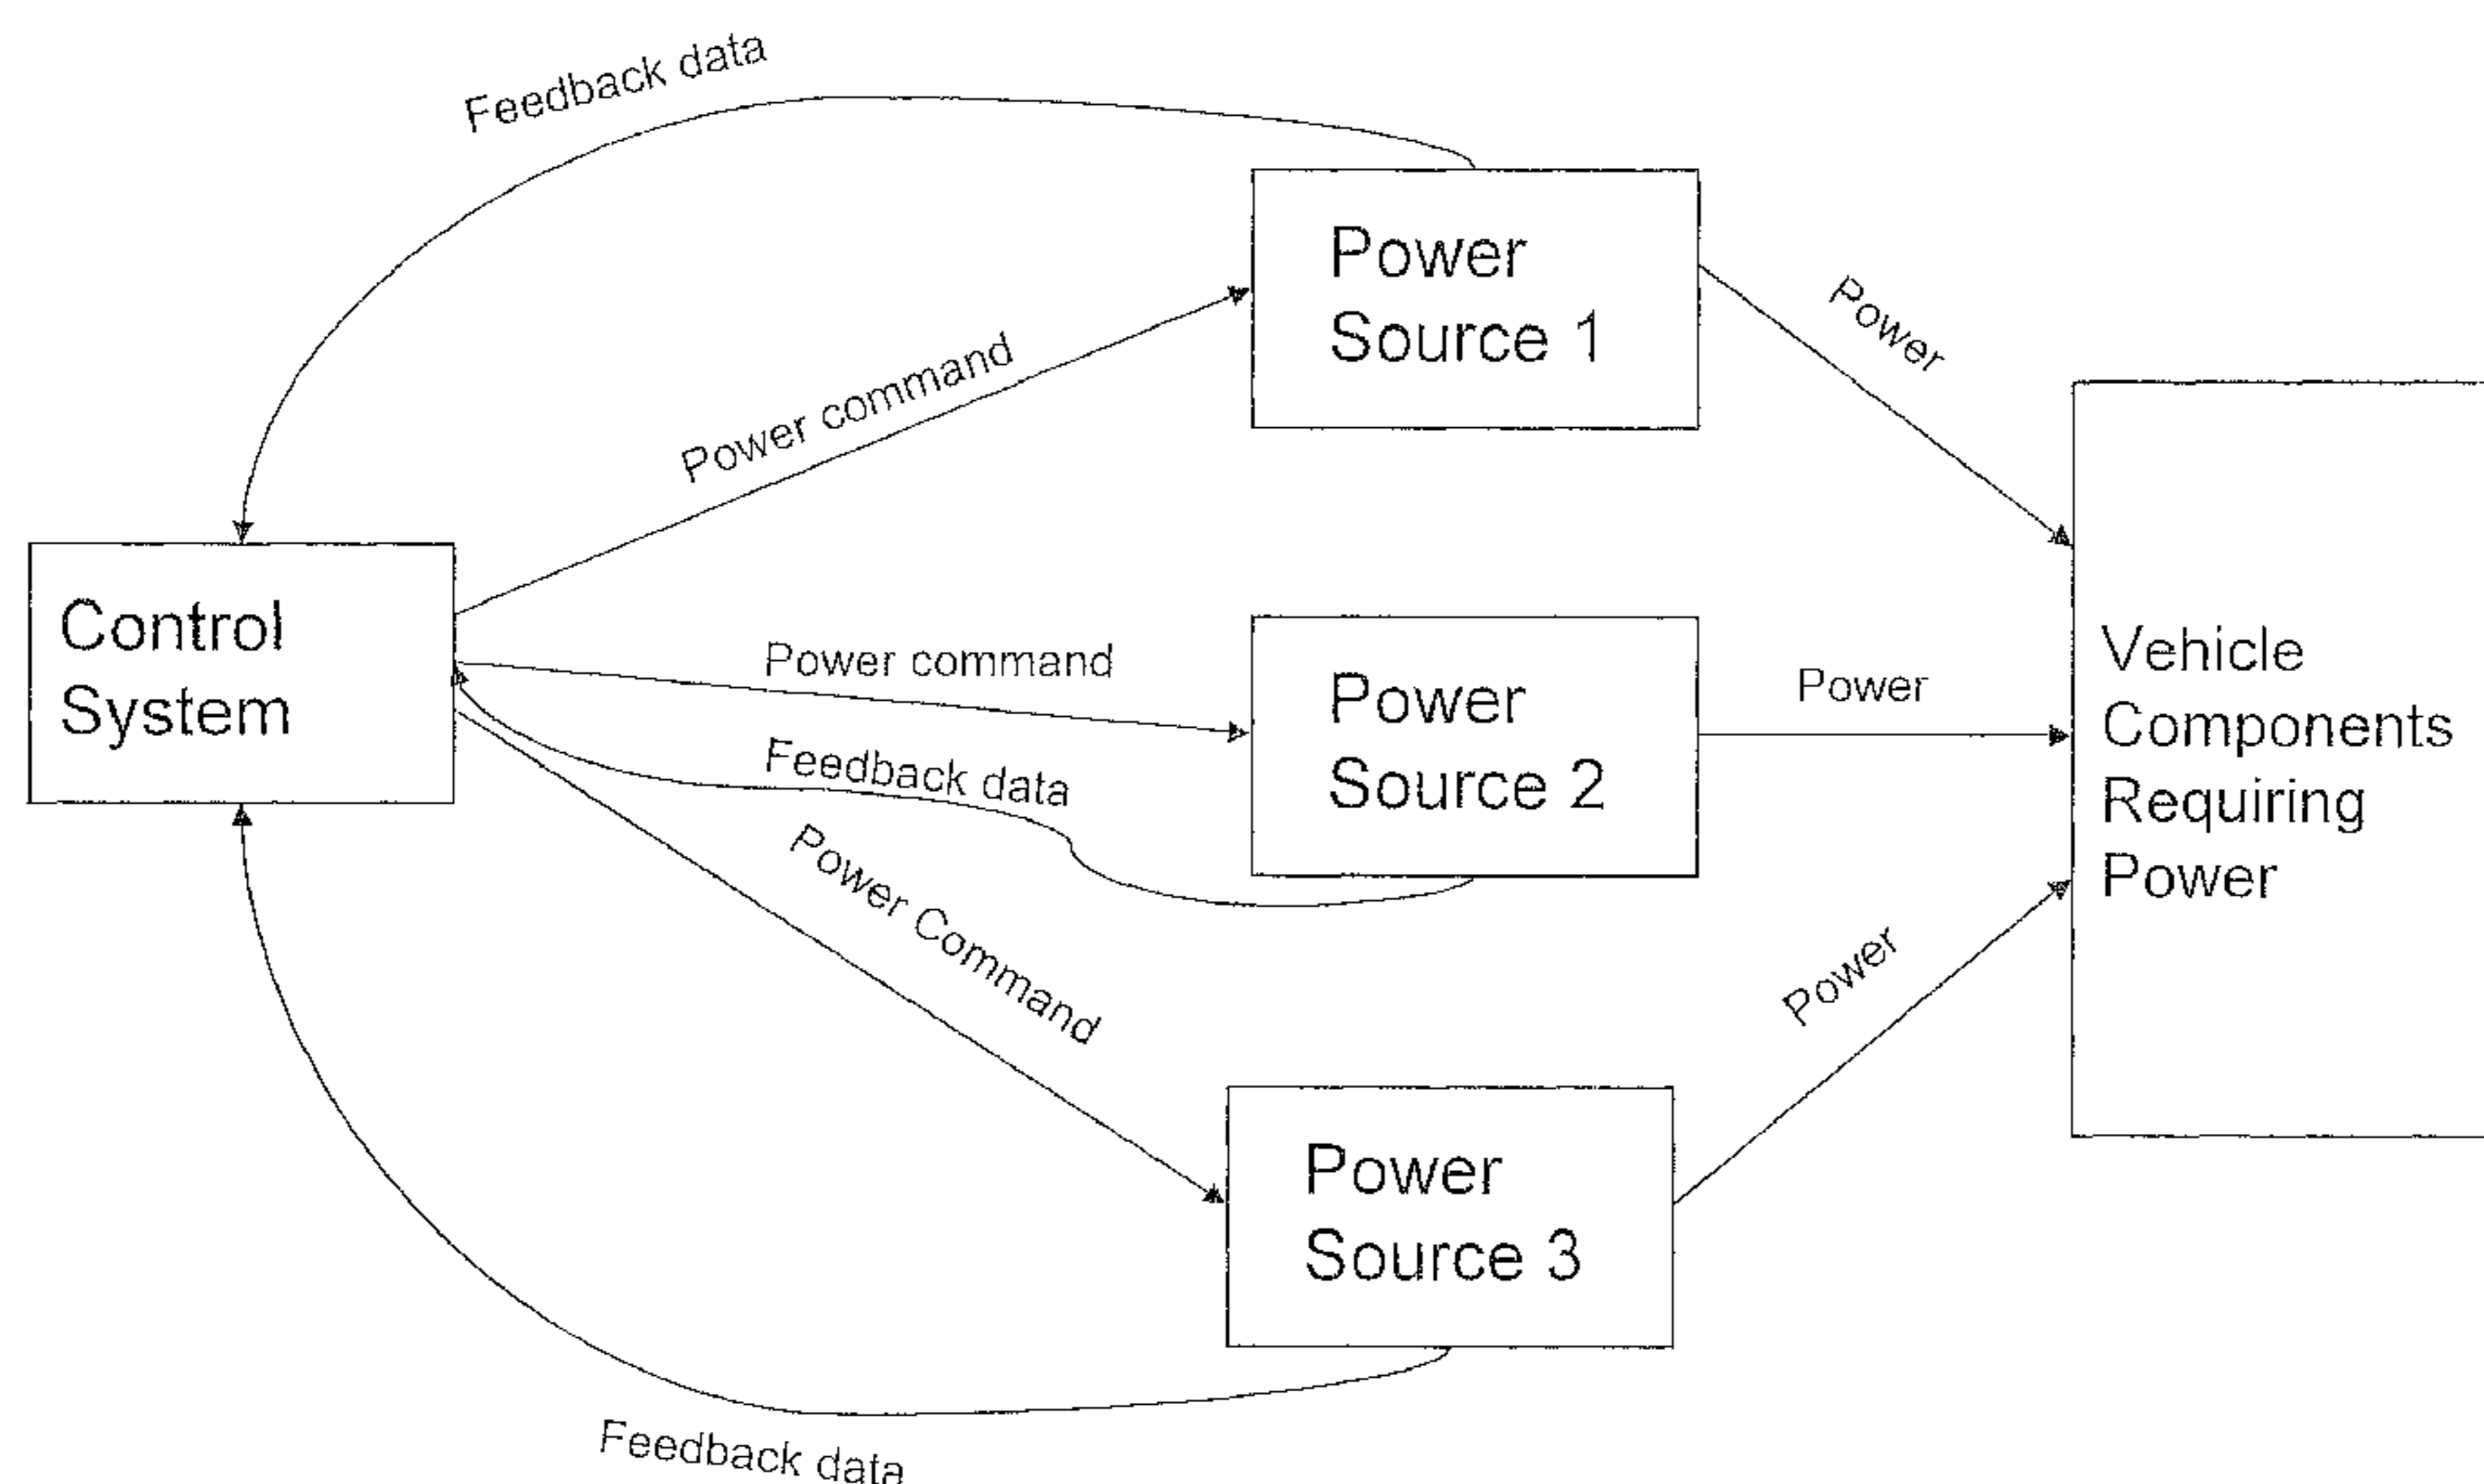 Feedback data
Power
Source 1
Power
Power command
Control
System
Power command
Feedback data
Power
Source 2
Power
Vehicle
Components
Requiring
Power
Power Command
Power
Power
Source 3
Feedback data